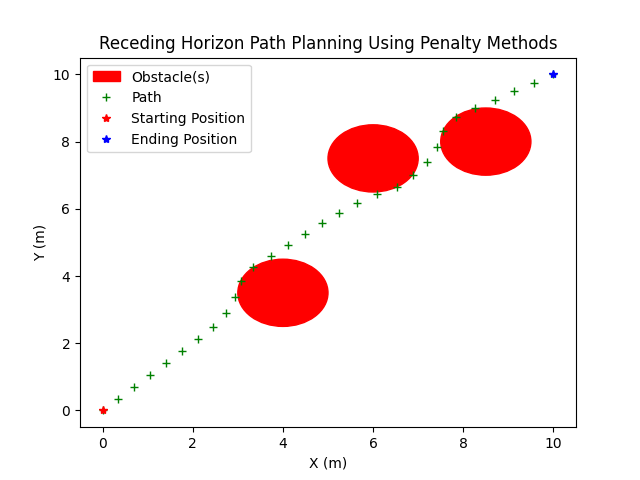 Receding Horizon Path Planning Using Penalty Methods
Obstacle(s)
Path
Starting Position
Ending Position
10
8
6
4
2
0
Y (m)
0 2 4 6 8 10
X (m)